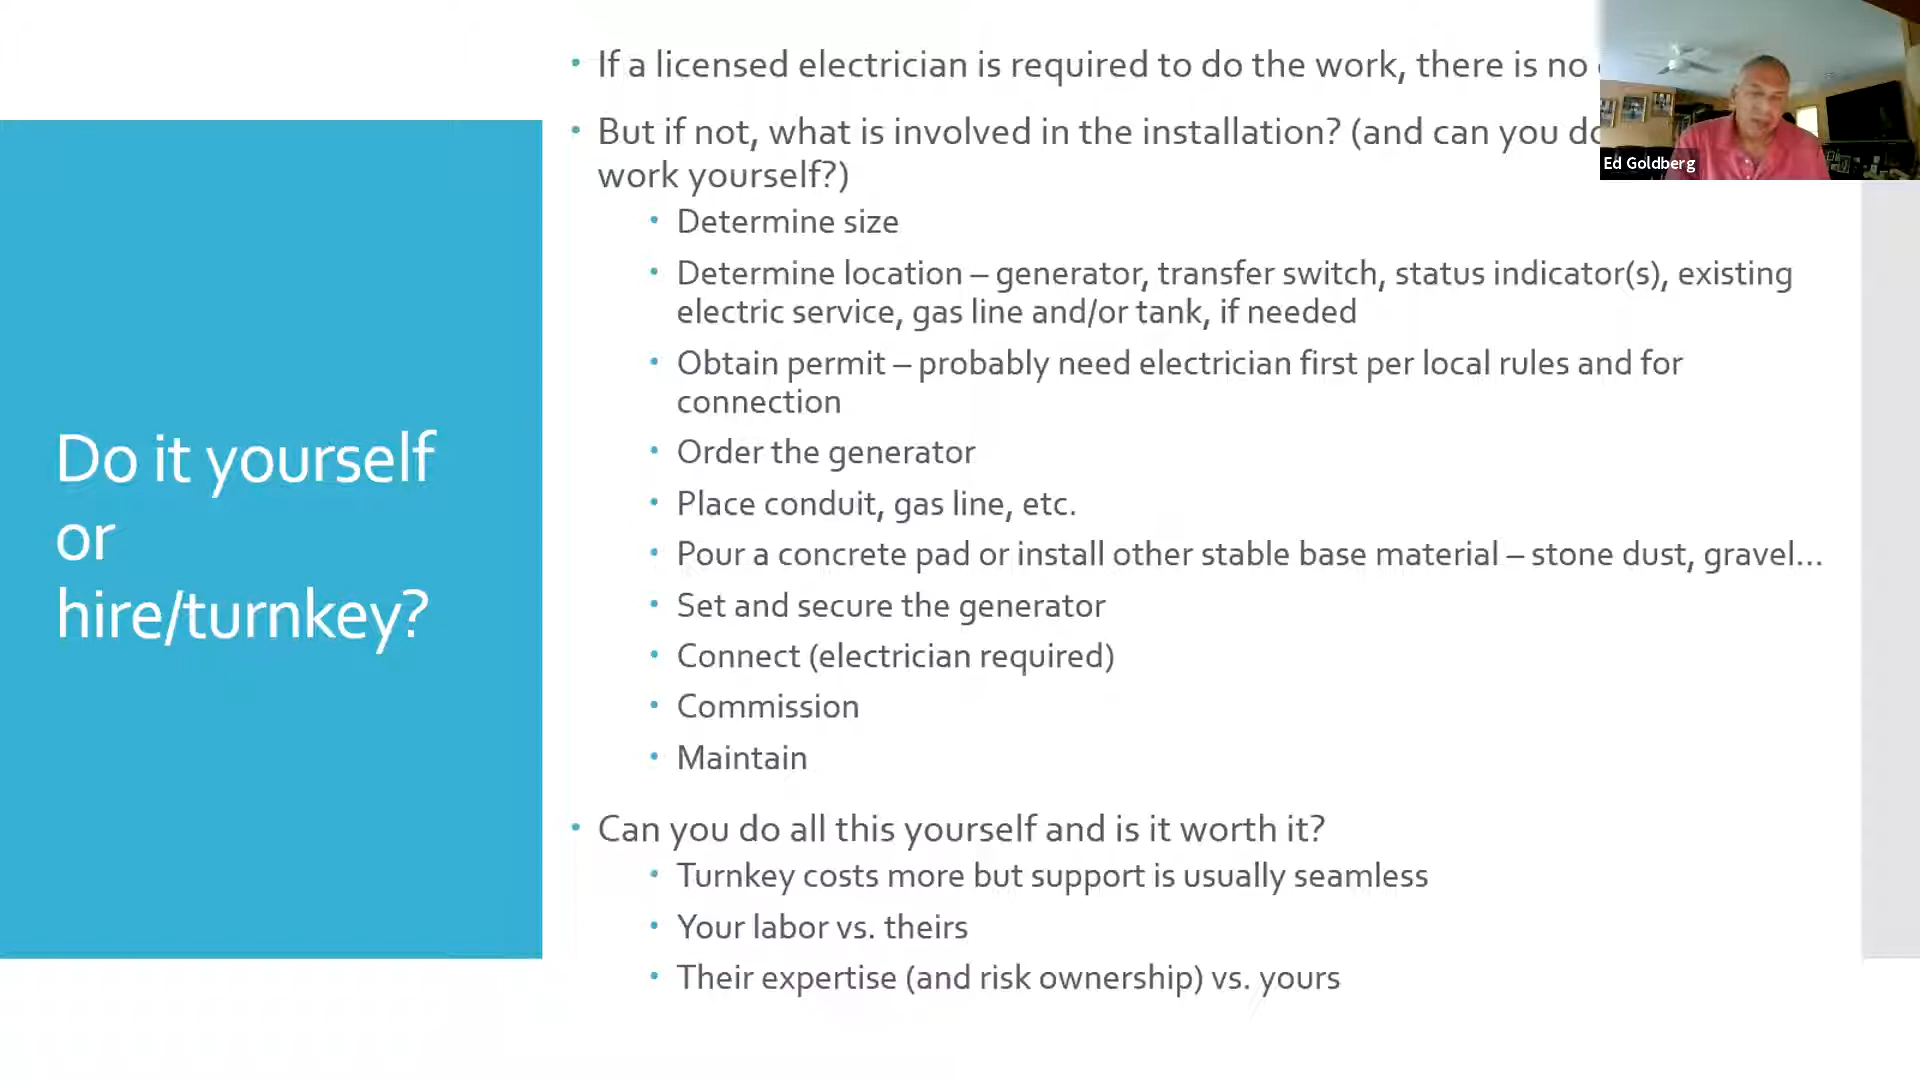 Do it yourself
or
hire/turnkey?
• If a licensed electrician is required to do the work, there is no
• But if not, what is involved in the installation? (and can you do
work yourself?)
• Determine size
• Determine location – generator, transfer switch, status indicator(s), existing
electric service, gas line and/or tank, if needed
• Obtain permit – probably need electrician first per local rules and for
connection
• Order the generator
• Place conduit, gas line, etc.
• Pour a concrete pad or install other stable base material – stone dust, gravel...
• Set and secure the generator
• Connect (electrician required)
• Commission
• Maintain
• Can you do all this yourself and is it worth it?
• Turnkey costs more but support is usually seamless
• Your labor vs. theirs
• Their expertise (and risk ownership) vs. yours
Ed Goldberg